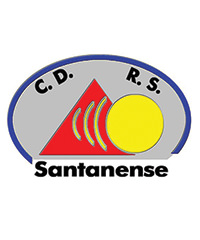 C. D. R. S.
Santanense